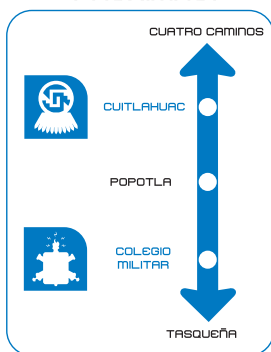 CUATRO CAMINOS
CUITLAHUAC
POPOTLA
COLEGIO
MILITAR
TASQUEÑA